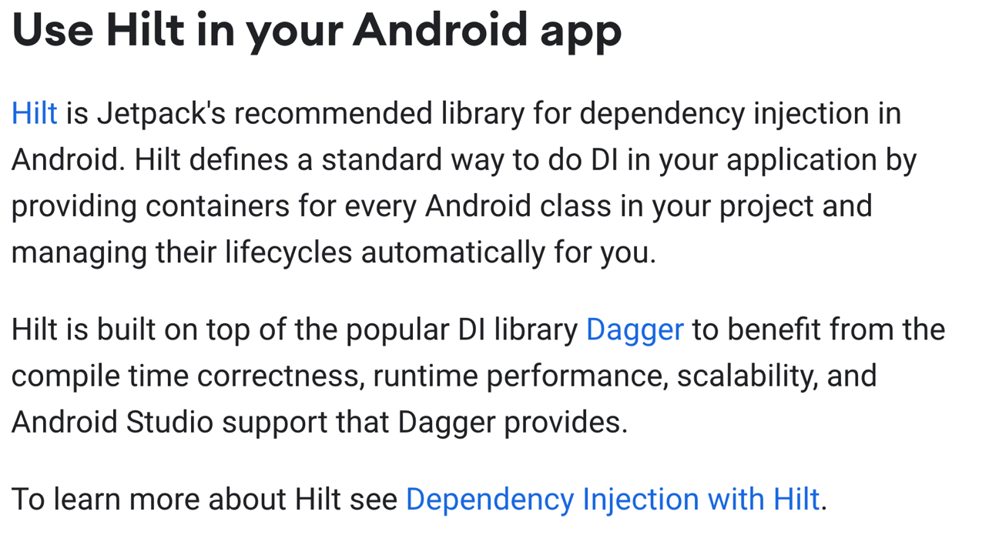 Use Hilt in your Android app
Hilt is Jetpack's recommended library for dependency injection in
Android. Hilt defines a standard way to do DI in your application by
providing containers for every Android class in your project and
managing their lifecycles automatically for you.
Hilt is built on top of the popular DI library Dagger to benefit from the
compile time correctness, runtime performance, scalability, and
Android Studio support that Dagger provides.
To learn more about Hilt see Dependency Injection with Hilt.